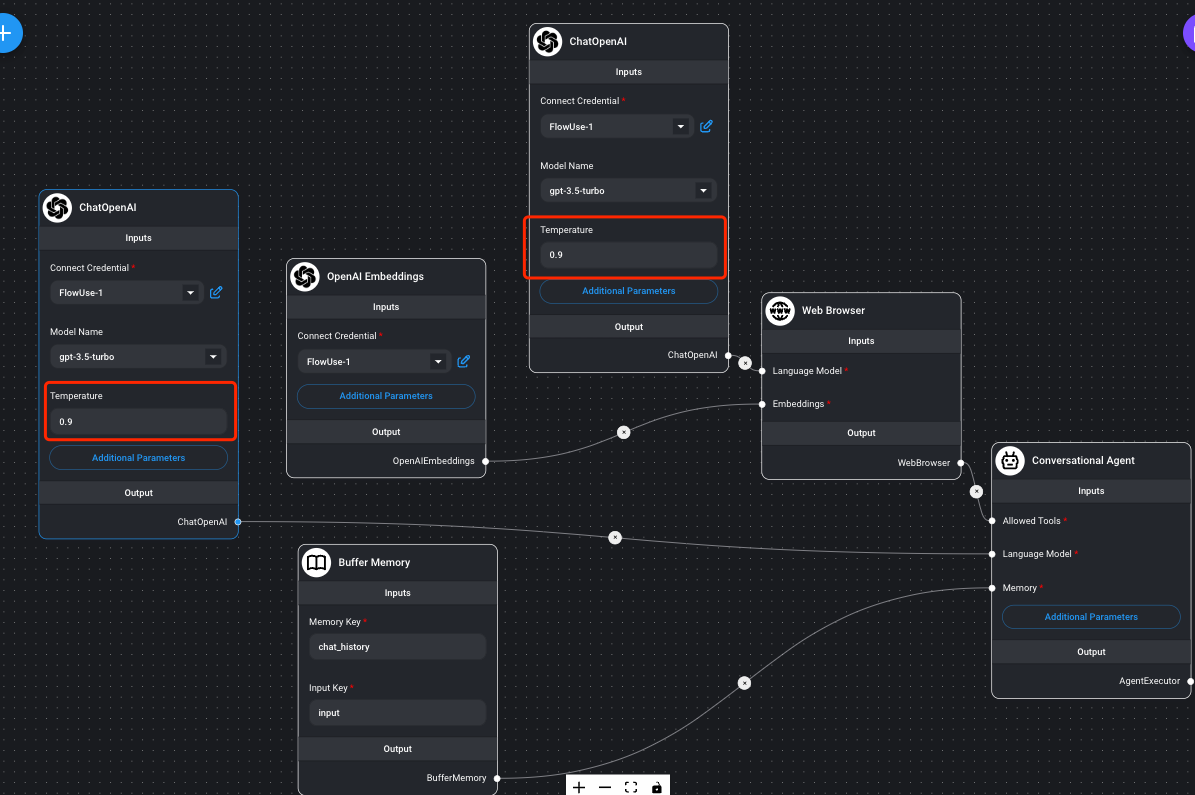 ChatOpenAI
Inputs
Connect Credential *
FlowUse-1
Model Name
gpt-3.5-turbo
Temperature
0.9
Additional Parameters
Output
ChatOpenAI
OpenAI Embeddings
Inputs
Connect Credential *
FlowUse-1
Additional Parameters
Output
OpenAIEmbeddings
Buffer Memory
Inputs
Memory Key *
chat_history
Input Key *
input
Output
BufferMemory
ChatOpenAI
Inputs
Connect Credential *
FlowUse-1
Model Name
gpt-3.5-turbo
Temperature
0.9
Additional Parameters
Output
ChatOpenAI
www
Web Browser
Inputs
Language Model *
Embeddings *
Output
WebBrowser
Conversational Agent
Inputs
Allowed Tools *
Language Model *
Memory *
Additional Parameters
Output
AgentExecutor